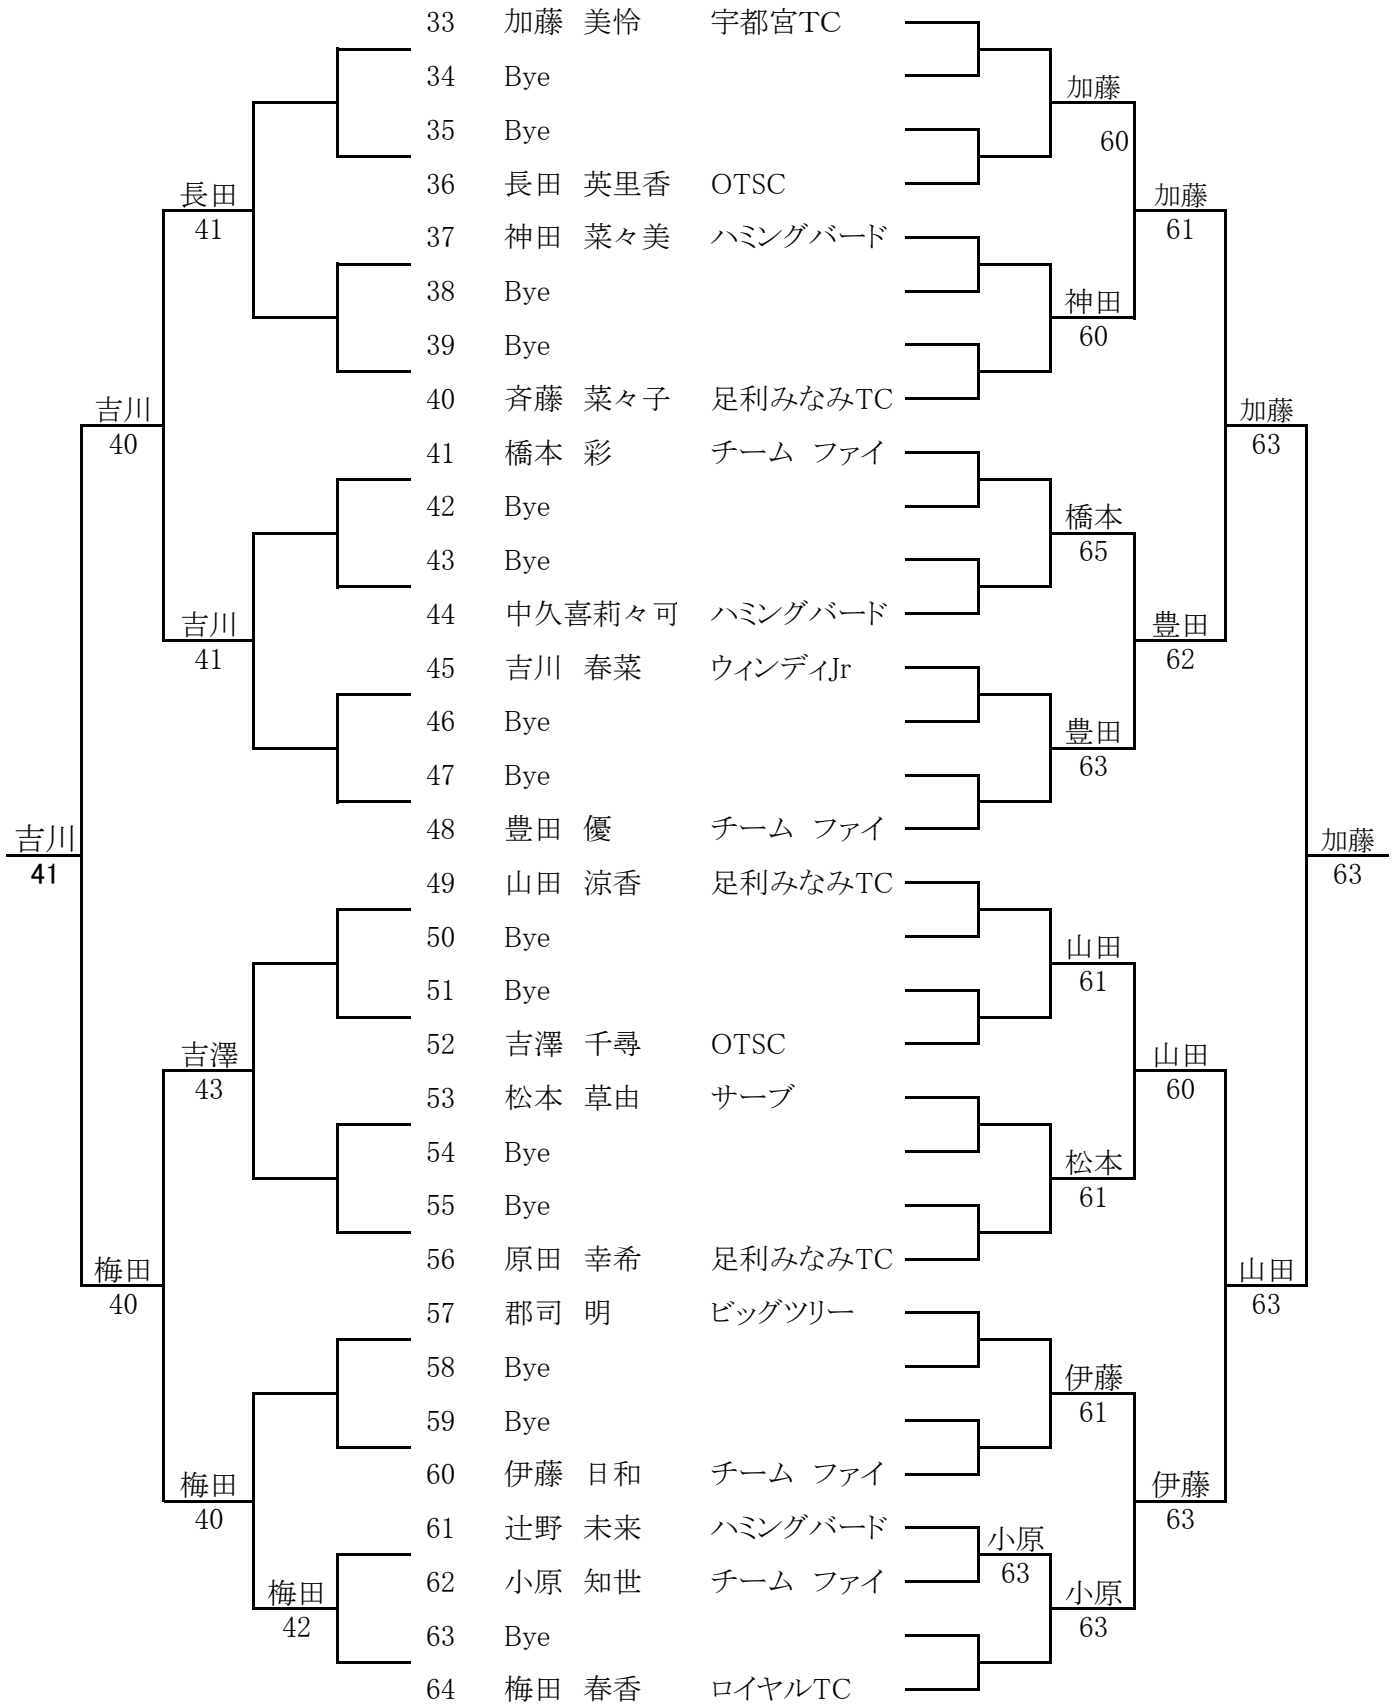 33 加藤 美怜 宇都宮TC
34 Bye
加藤
35 Bye
60
36 長田 英里香 OTSC
長田
加藤
41
61
37 神田 菜々美 ハミングバード
38 Bye
神田
60
39 Bye
40 斉藤 菜々子 足利みなみTC
吉川
加藤
40
63
41 橋本 彩 チーム ファイ
42 Bye
橋本
65
43 Bye
44 中久喜莉々可 ハミングバード
吉川
豊田
41
62
45 吉川 春菜 ウィンディJr
46 Bye
豊田
63
47 Bye
48 豊田 優 チーム ファイ
吉川
加藤
41
63
49 山田 涼香 足利みなみTC
50 Bye
山田
61
51 Bye
52 吉澤 千尋 OTSC
吉澤
山田
43
60
53 松本 草由 サーブ
54 Bye
松本
61
55 Bye
56 原田 幸希 足利みなみTC
梅田
山田
40
63
57 郡司 明 ビッグツリー
58 Bye
伊藤
61
59 Bye
60 伊藤 日和 チーム ファイ
梅田
伊藤
40
63
61 辻野 未来 ハミングバード
小原
63
62 小原 知世 チーム ファイ
梅田
小原
42
63
63 Bye
64 梅田 春香 ロイヤルTC